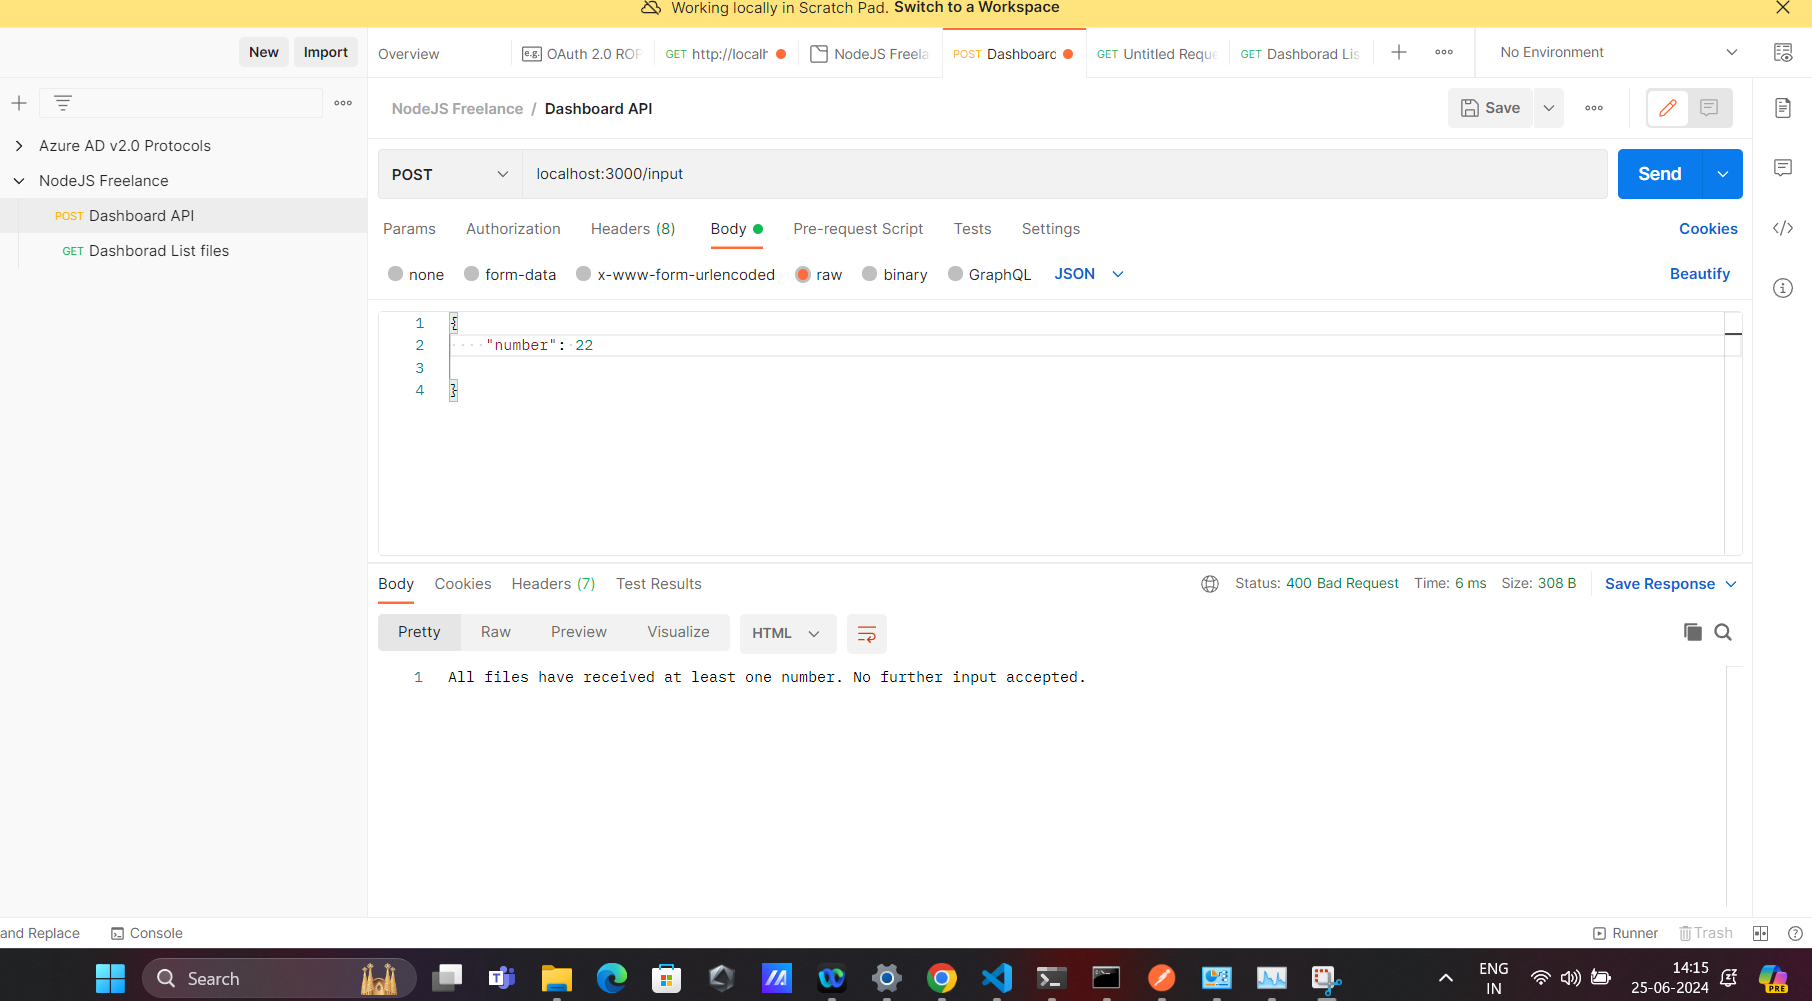 Working locally in Scratch Pad. Switch to a Workspace
New
Import
Overview
e.g. OAuth 2.0 ROP
GET http://localh
NodeJS Freela
POST Dashboard
GET Untitled Reque
GET Dashborad Lis
No Environment
NodeJS Freelance / Dashboard API
Save
Azure AD v2.0 Protocols
NodeJS Freelance
POST Dashboard API
GET Dashborad List files
POST
localhost:3000/input
Send
Params
Authorization
Headers (8)
Body
Pre-request Script
Tests
Settings
Cookies
none
form-data
x-www-form-urlencoded
raw
binary
GraphQL
JSON
Beautify
1 {
2 "number": 22
3
4 }
Body
Cookies
Headers (7)
Test Results
Status: 400 Bad Request
Time: 6 ms
Size: 308 B
Save Response
Pretty
Raw
Preview
Visualize
HTML
1 All files have received at least one number. No further input accepted.
and Replace
Console
Runner
Trash
Search
ENG
IN
14:15
25-06-2024
PRE